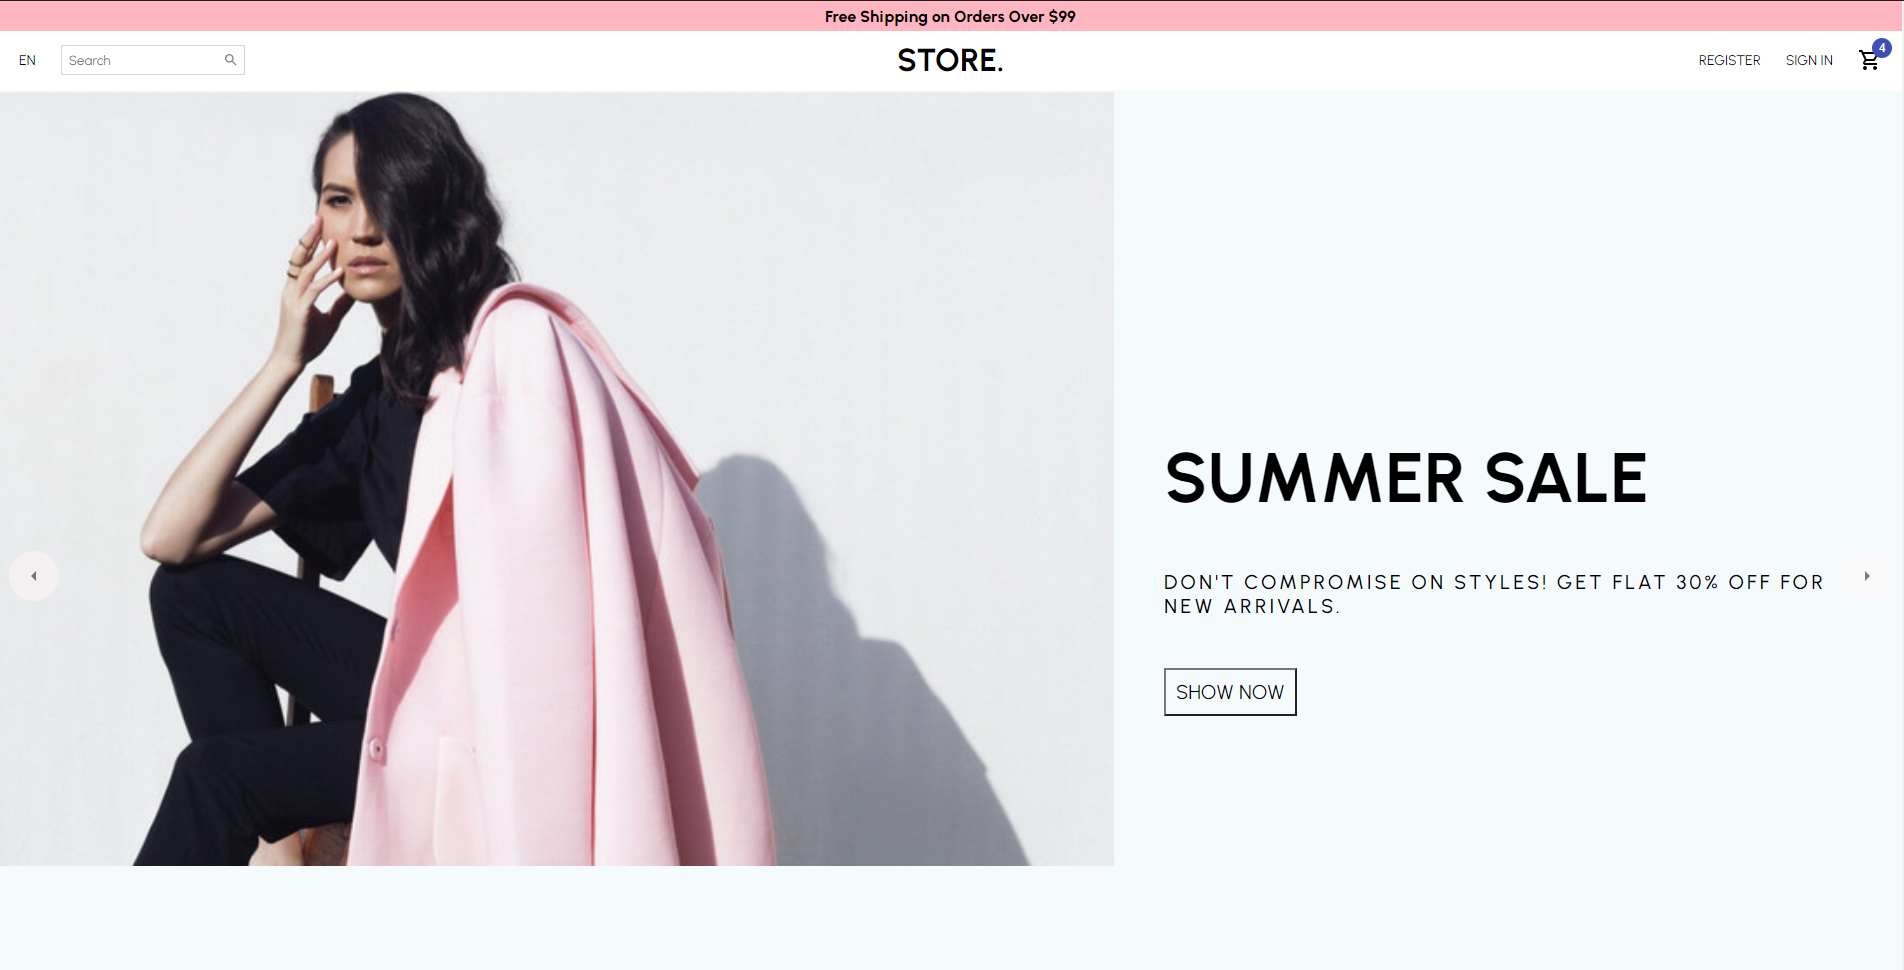 Free Shipping on Orders Over $99
EN
Search
STORE.
REGISTER
SIGN IN
4
SUMMER SALE
DON'T COMPROMISE ON STYLES! GET FLAT 30% OFF FOR
NEW ARRIVALS.
SHOW NOW